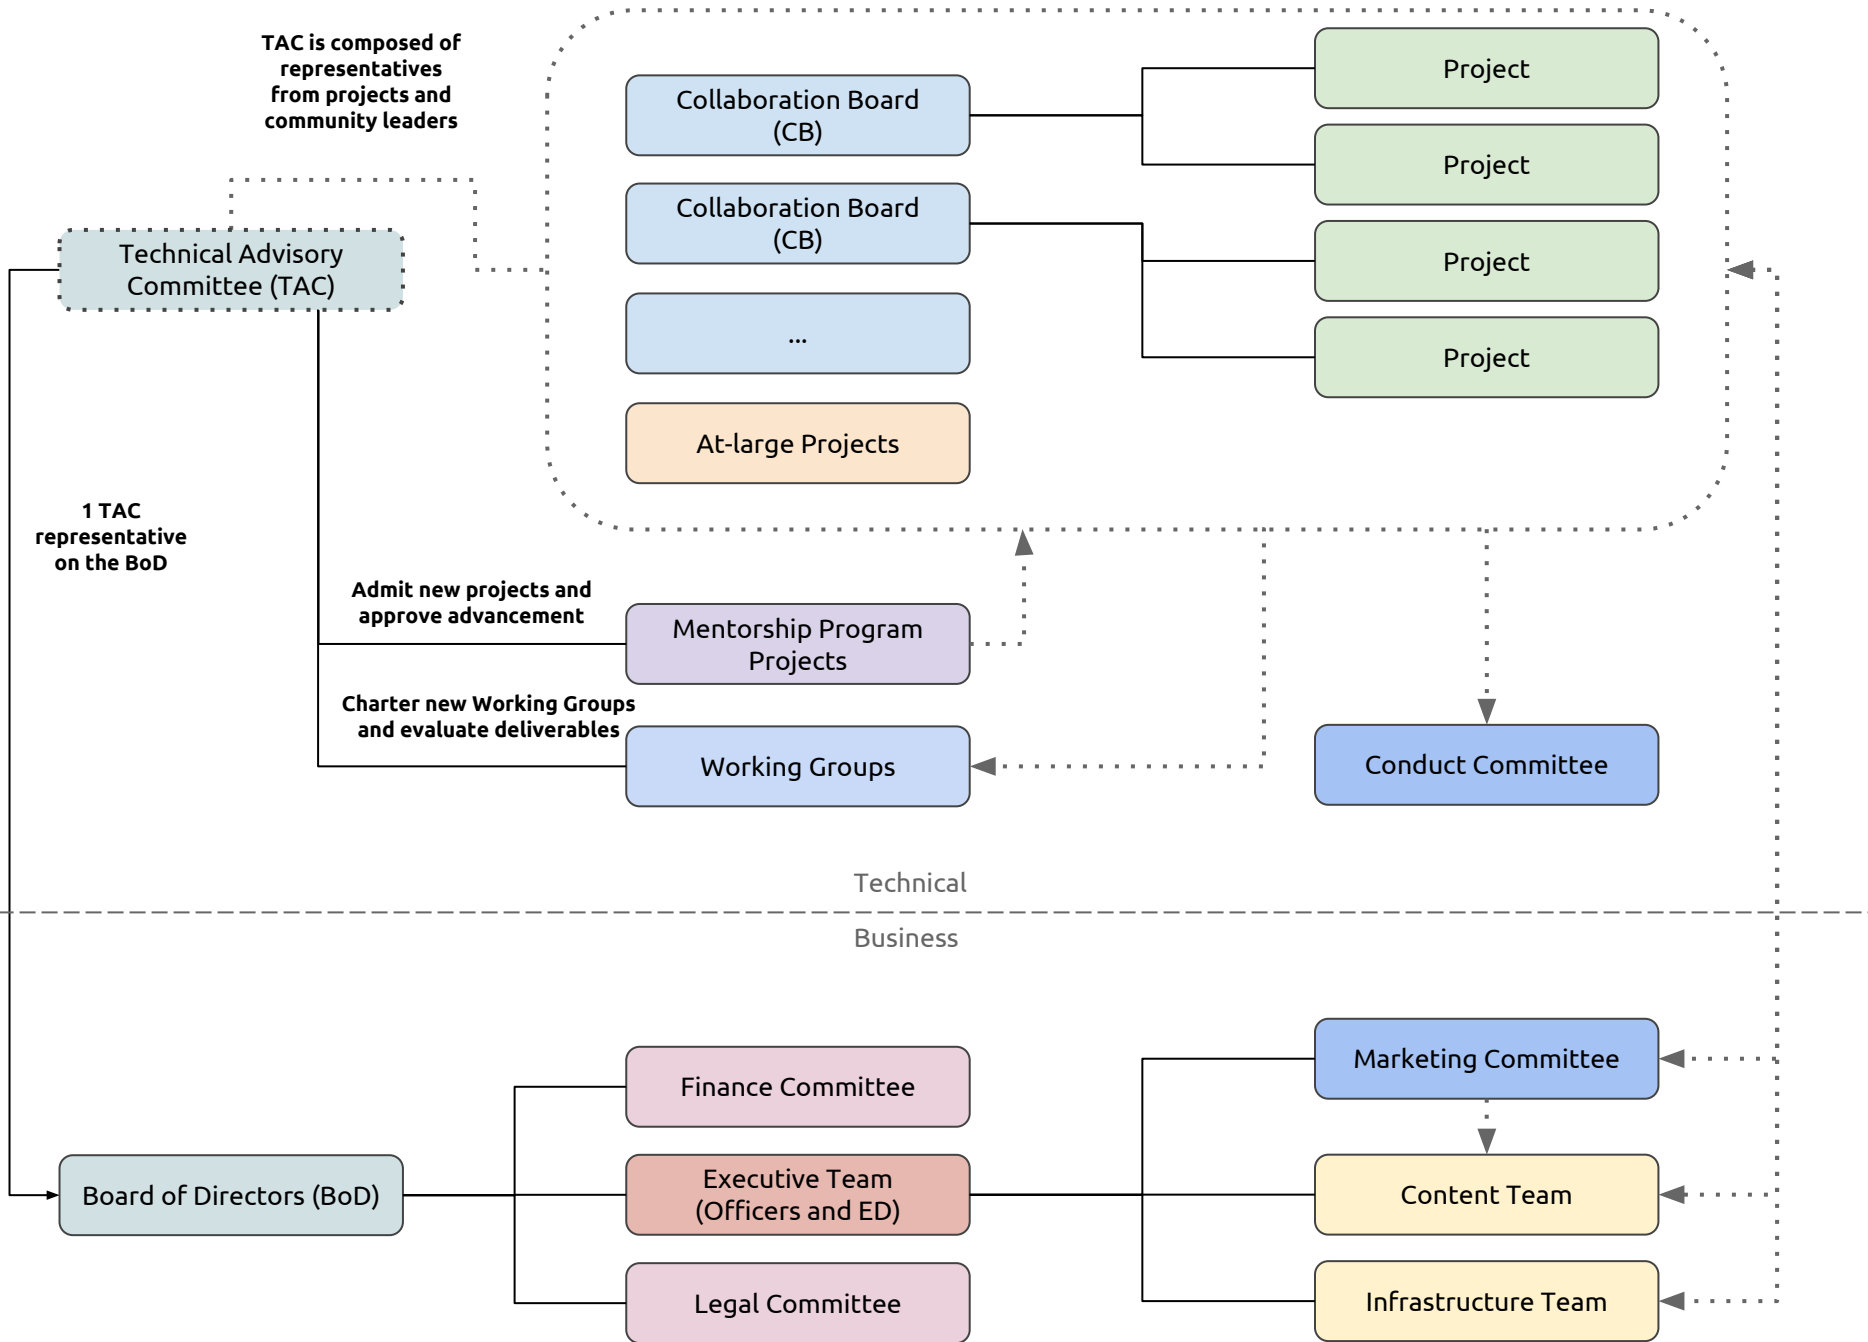 TAC is composed of
representatives
from projects and
community leaders
Collaboration Board
(CB)
Project
Project
Collaboration Board
(CB)
Project
Technical Advisory
Committee (TAC)
...
Project
At-large Projects
1 TAC
representative
on the BoD
Admit new projects and
approve advancement
Mentorship Program
Projects
Charter new Working Groups
and evaluate deliverables
Working Groups
Conduct Committee
Technical
Business
Marketing Committee
Finance Committee
Board of Directors (BoD)
Executive Team
(Officers and ED)
Content Team
Legal Committee
Infrastructure Team